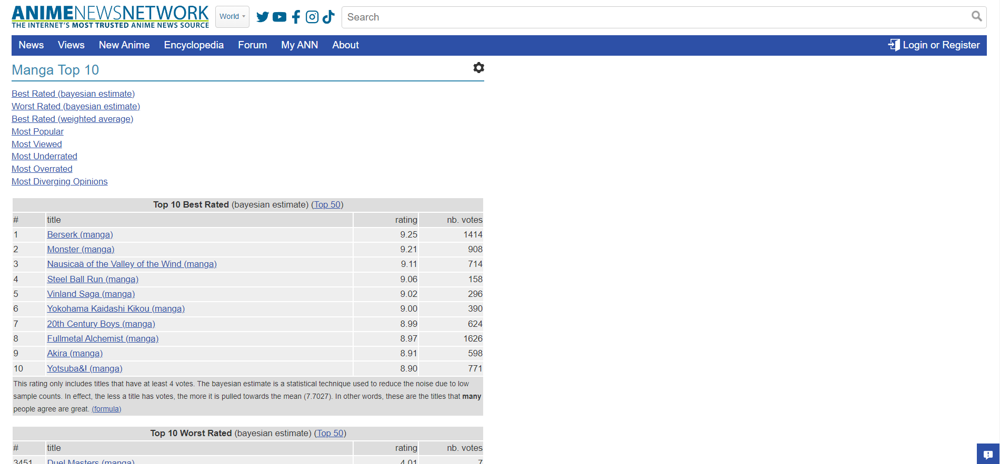 ANIMENEWSNETWORK
THE INTERNET'S MOST TRUSTED ANIME NEWS SOURCE
World
Search
News Views New Anime Encyclopedia Forum My ANN About Login or Register
Manga Top 10
Best Rated (bayesian estimate)
Worst Rated (bayesian estimate)
Best Rated (weighted average)
Most Popular
Most Viewed
Most Underrated
Most Overrated
Most Diverging Opinions
Top 10 Best Rated (bayesian estimate) (Top 50)
# title rating nb. votes
1 Berserk (manga) 9.25 1414
2 Monster (manga) 9.21 908
3 Nausicaä of the Valley of the Wind (manga) 9.11 714
4 Steel Ball Run (manga) 9.06 158
5 Vinland Saga (manga) 9.02 296
6 Yokohama Kaidashi Kikou (manga) 9.00 390
7 20th Century Boys (manga) 8.99 624
8 Fullmetal Alchemist (manga) 8.97 1626
9 Akira (manga) 8.91 598
10 Yotsuba&! (manga) 8.90 771
This rating only includes titles that have at least 4 votes. The bayesian estimate is a statistical technique used to reduce the noise due to low
sample counts. In effect, the less a title has votes, the more it is pulled towards the mean (7.7027). In other words, these are the titles that many
people agree are great. (formula)
Top 10 Worst Rated (bayesian estimate) (Top 50)
# title rating nb. votes
3451 Duel Masters (manga) 4.01 7